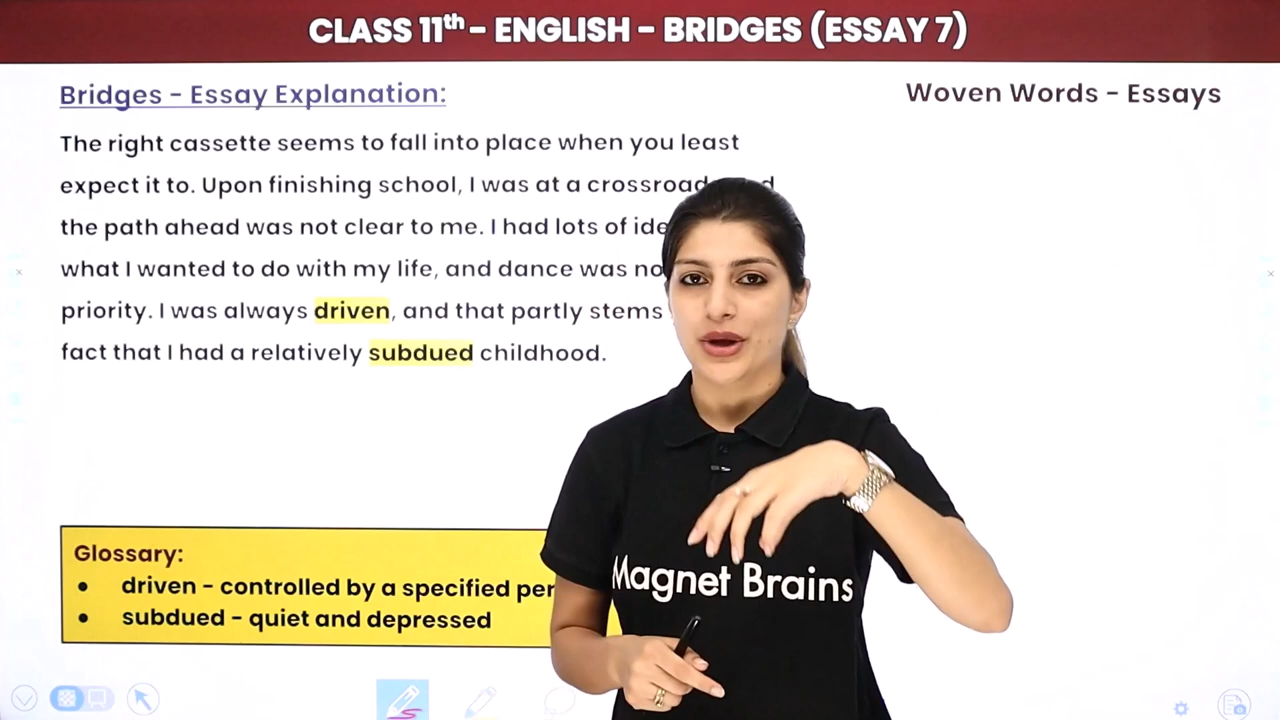 CLASS 11th - ENGLISH - BRIDGES (ESSAY 7)
Bridges - Essay Explanation:
Woven Words - Essays
The right cassette seems to fall into place when you least
expect it to. Upon finishing school, I was at a
the path ahead was not clear to me. I had lots of
what I wanted to do with my life, and dance was
priority. I was always driven, and that partly stems
fact that I had a relatively subdued childhood.
Glossary:
• driven - controlled by a specified
• subdued - quiet and depressed
Magnet Brains